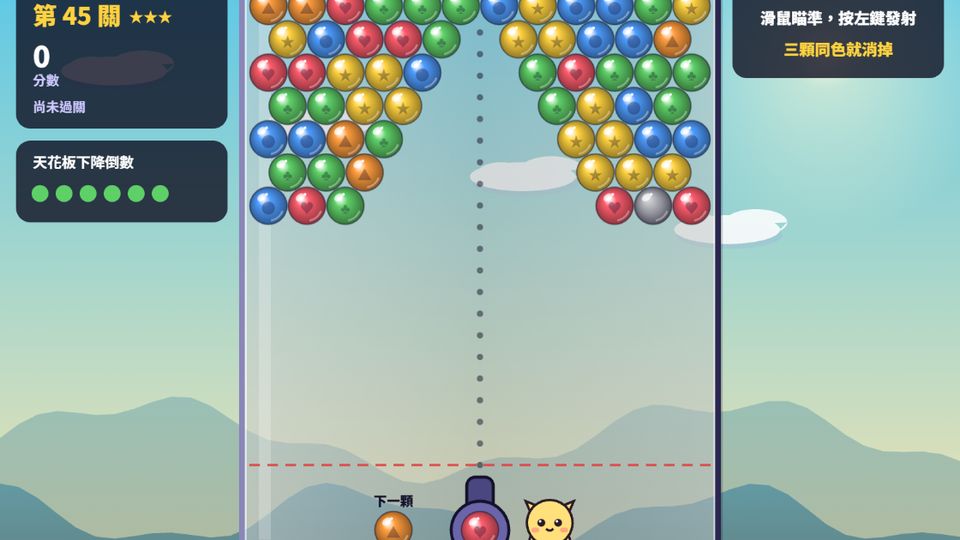 第 45 關 ★★★
0
分數
尚未過關
天花板下降倒數
滑鼠瞄準，按左鍵發射
三顆同色就消掉
下一顆